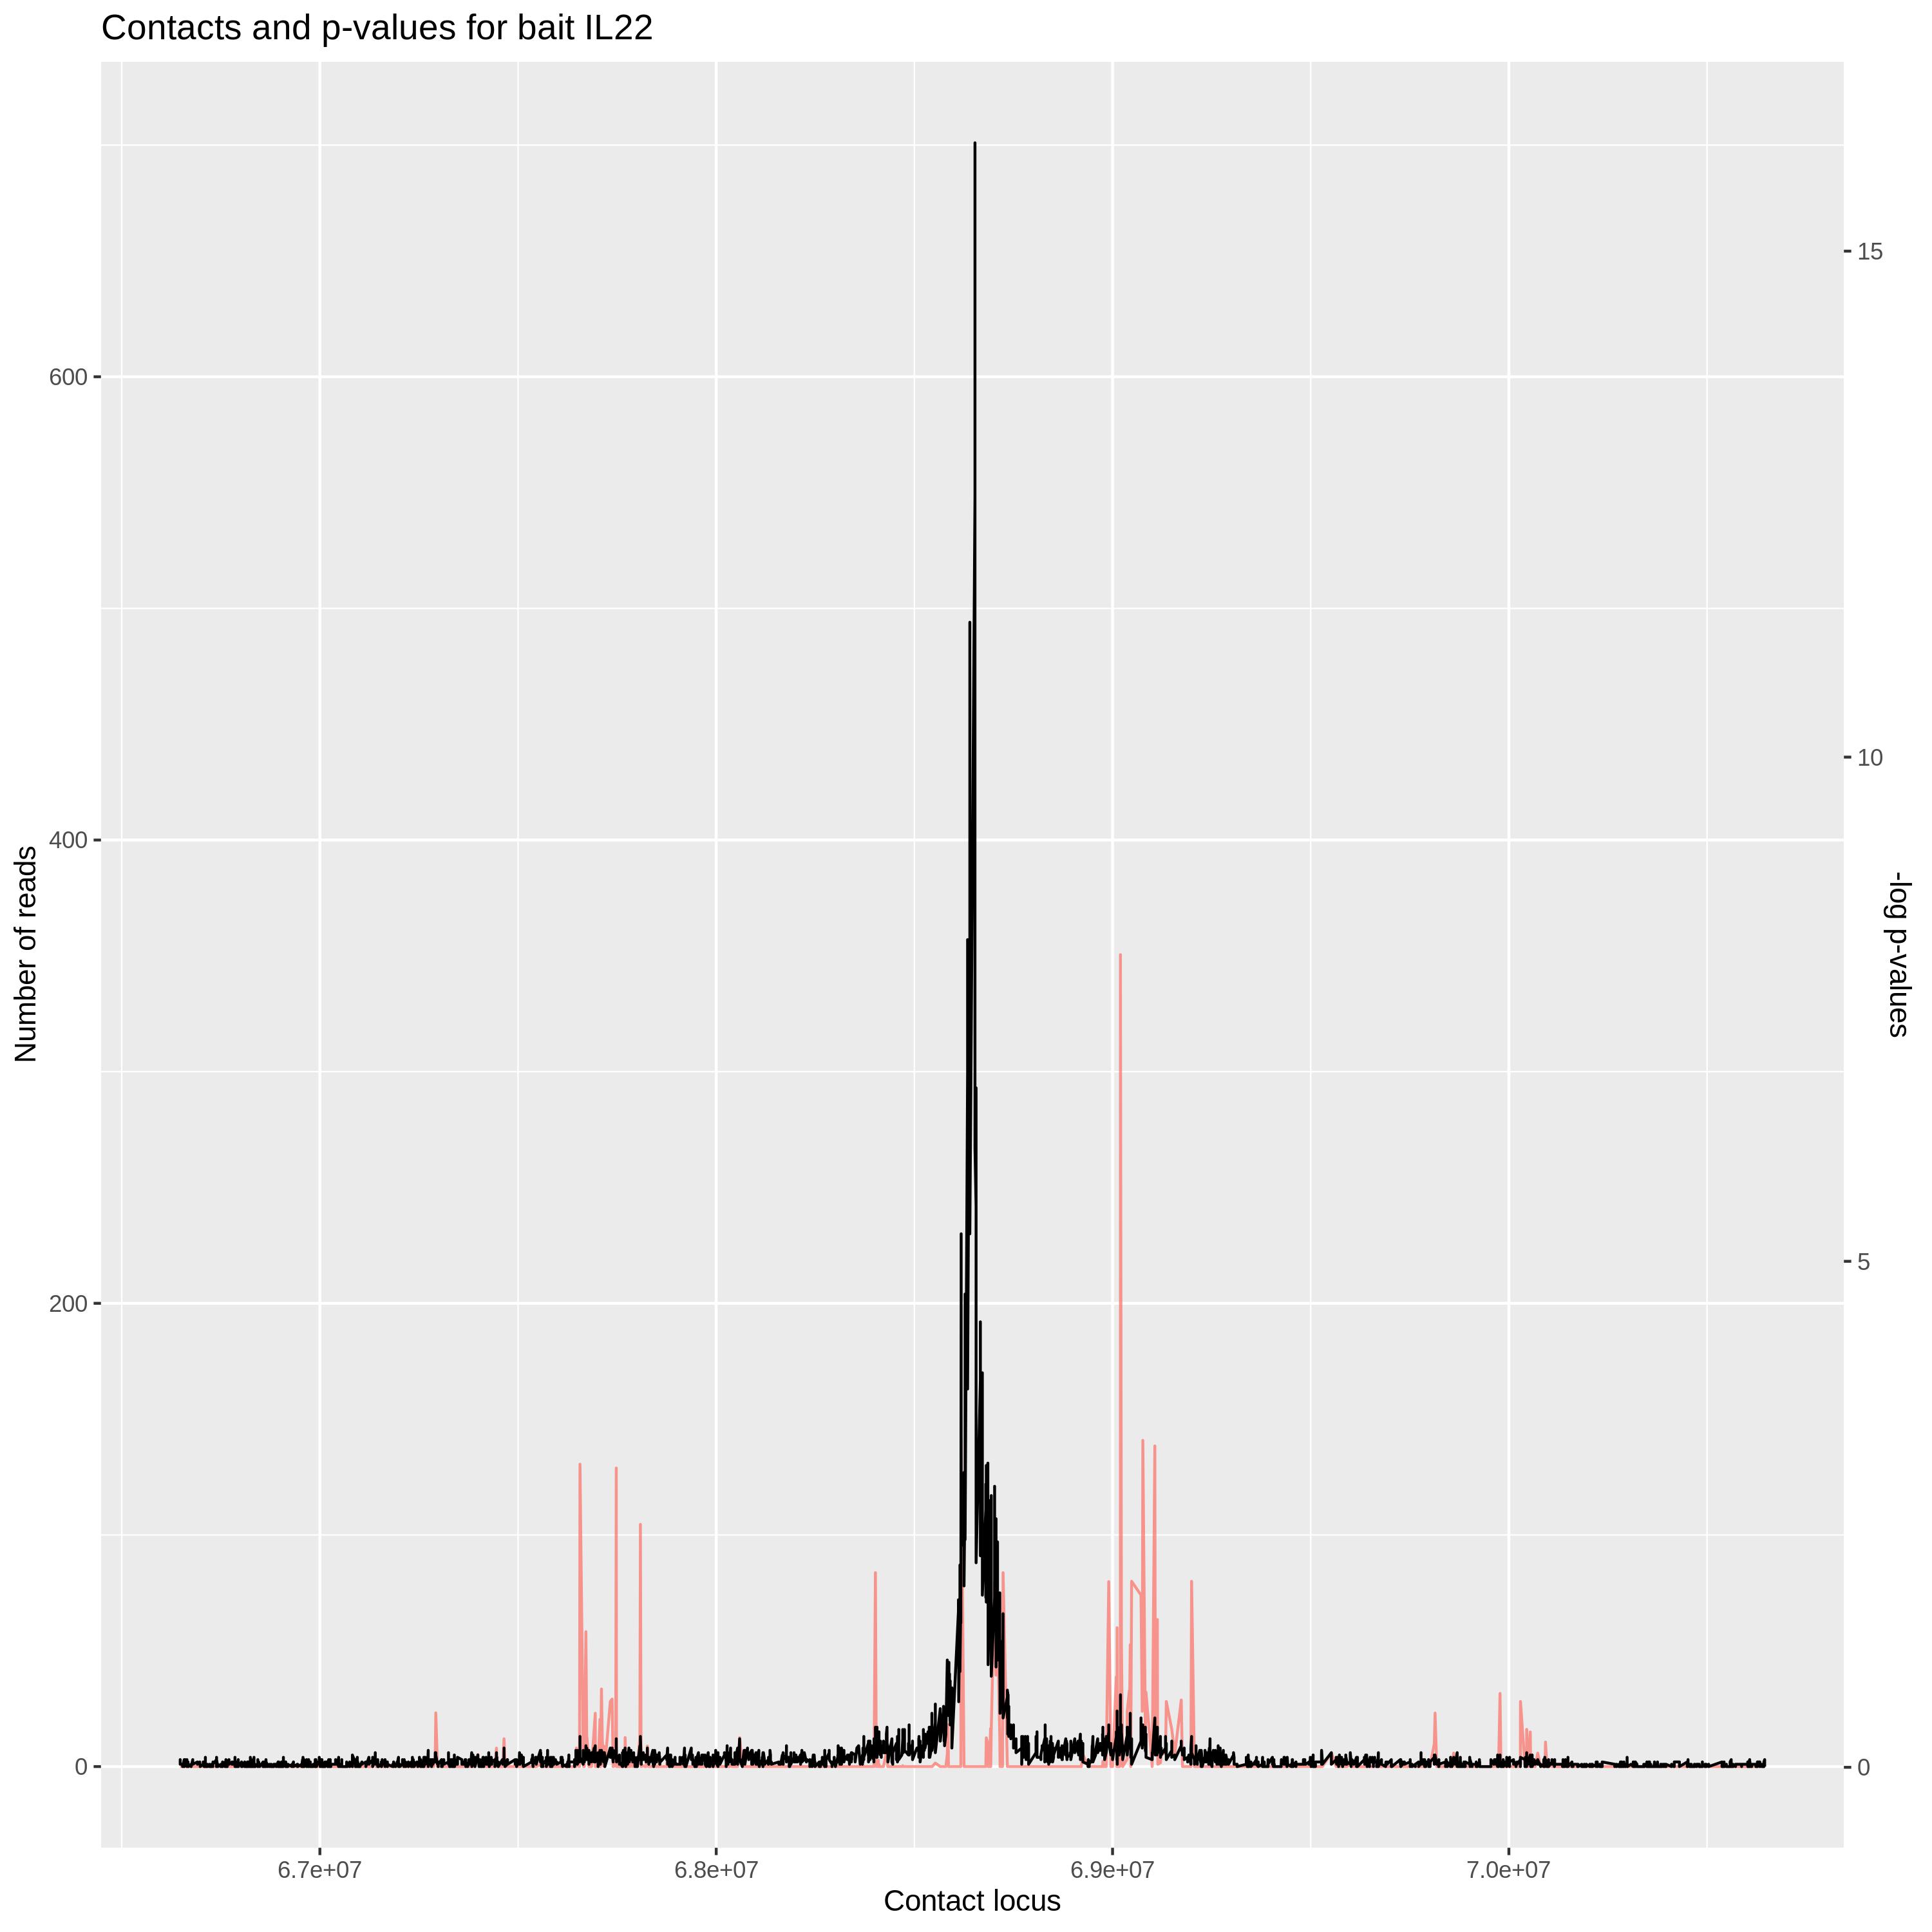 Contacts and p-values for bait IL22
600
400
200
0
Number of reads
15
10
5
0
-log p-values
6.7e+07
6.8e+07
6.9e+07
7.0e+07
Contact locus